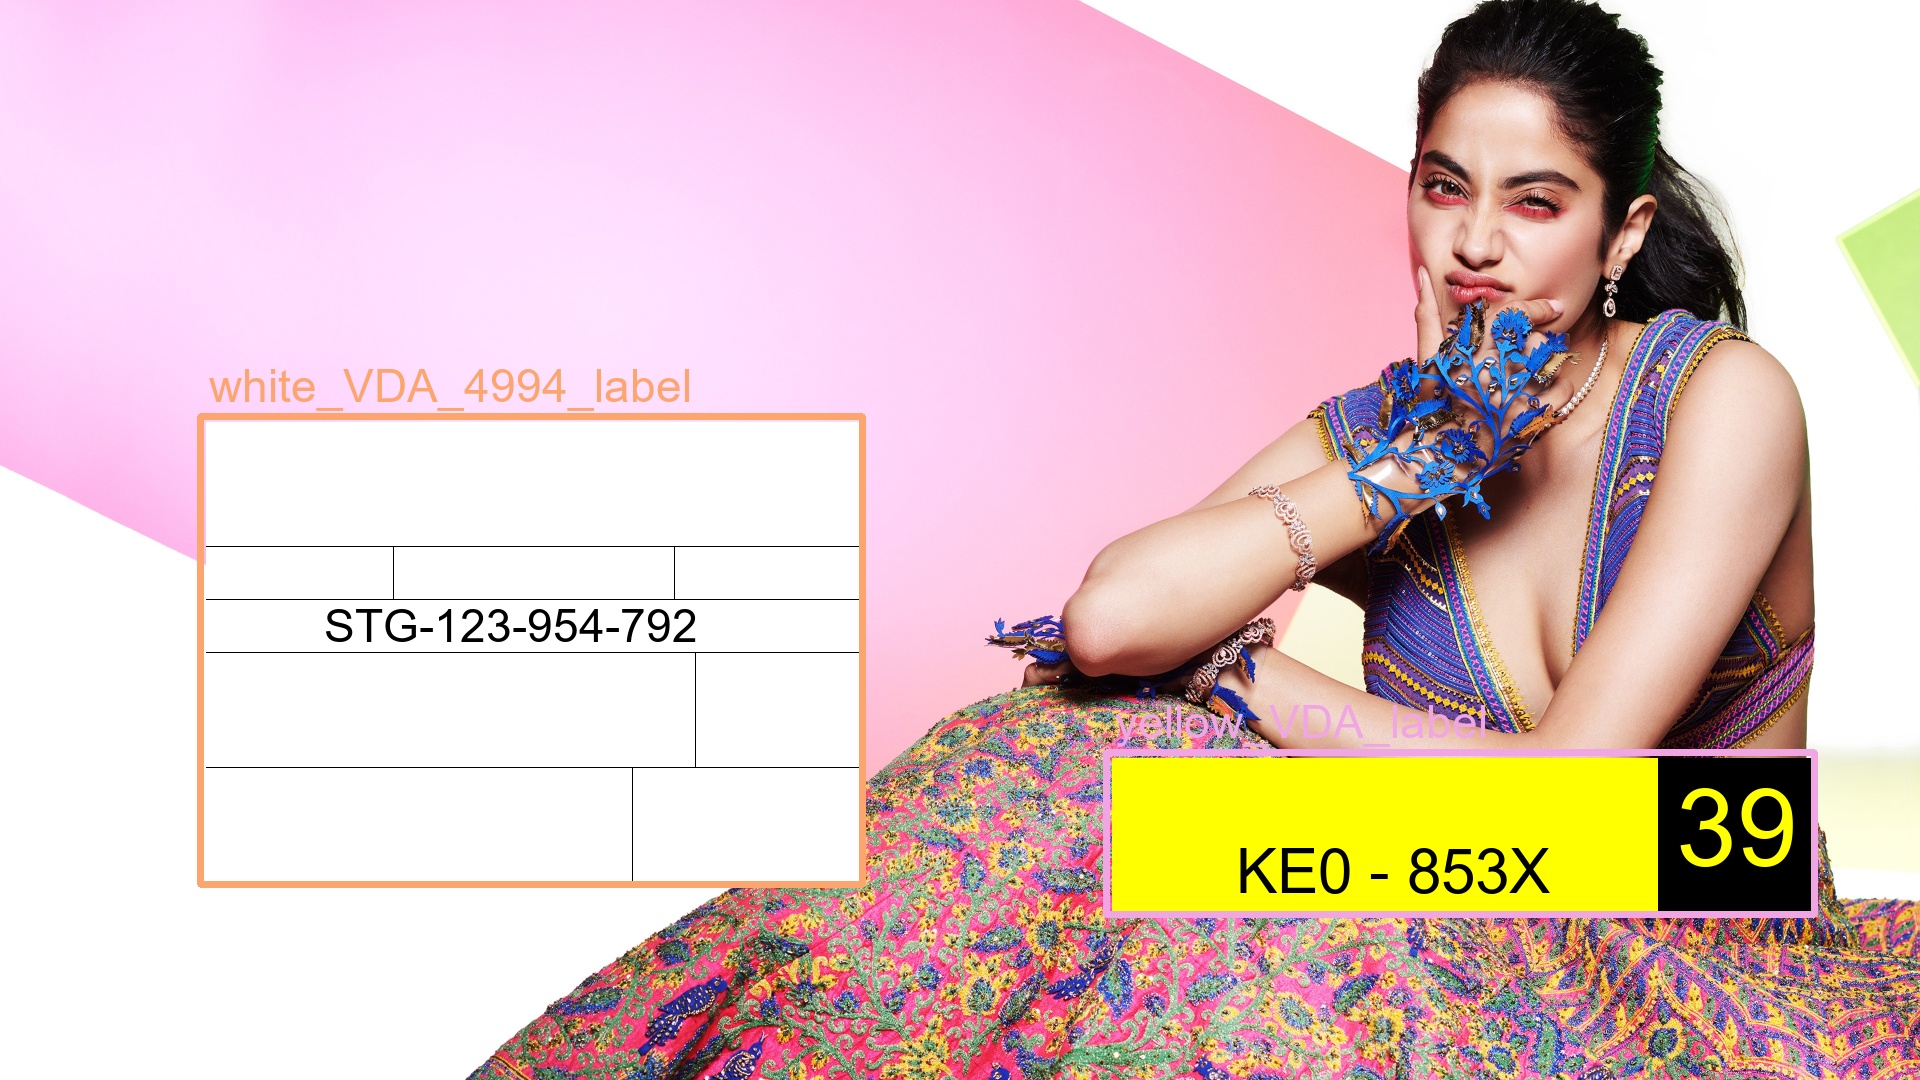 white_VDA_4994_label
STG-123-954-792
yellow_VDA_label
KE0 - 853X
39